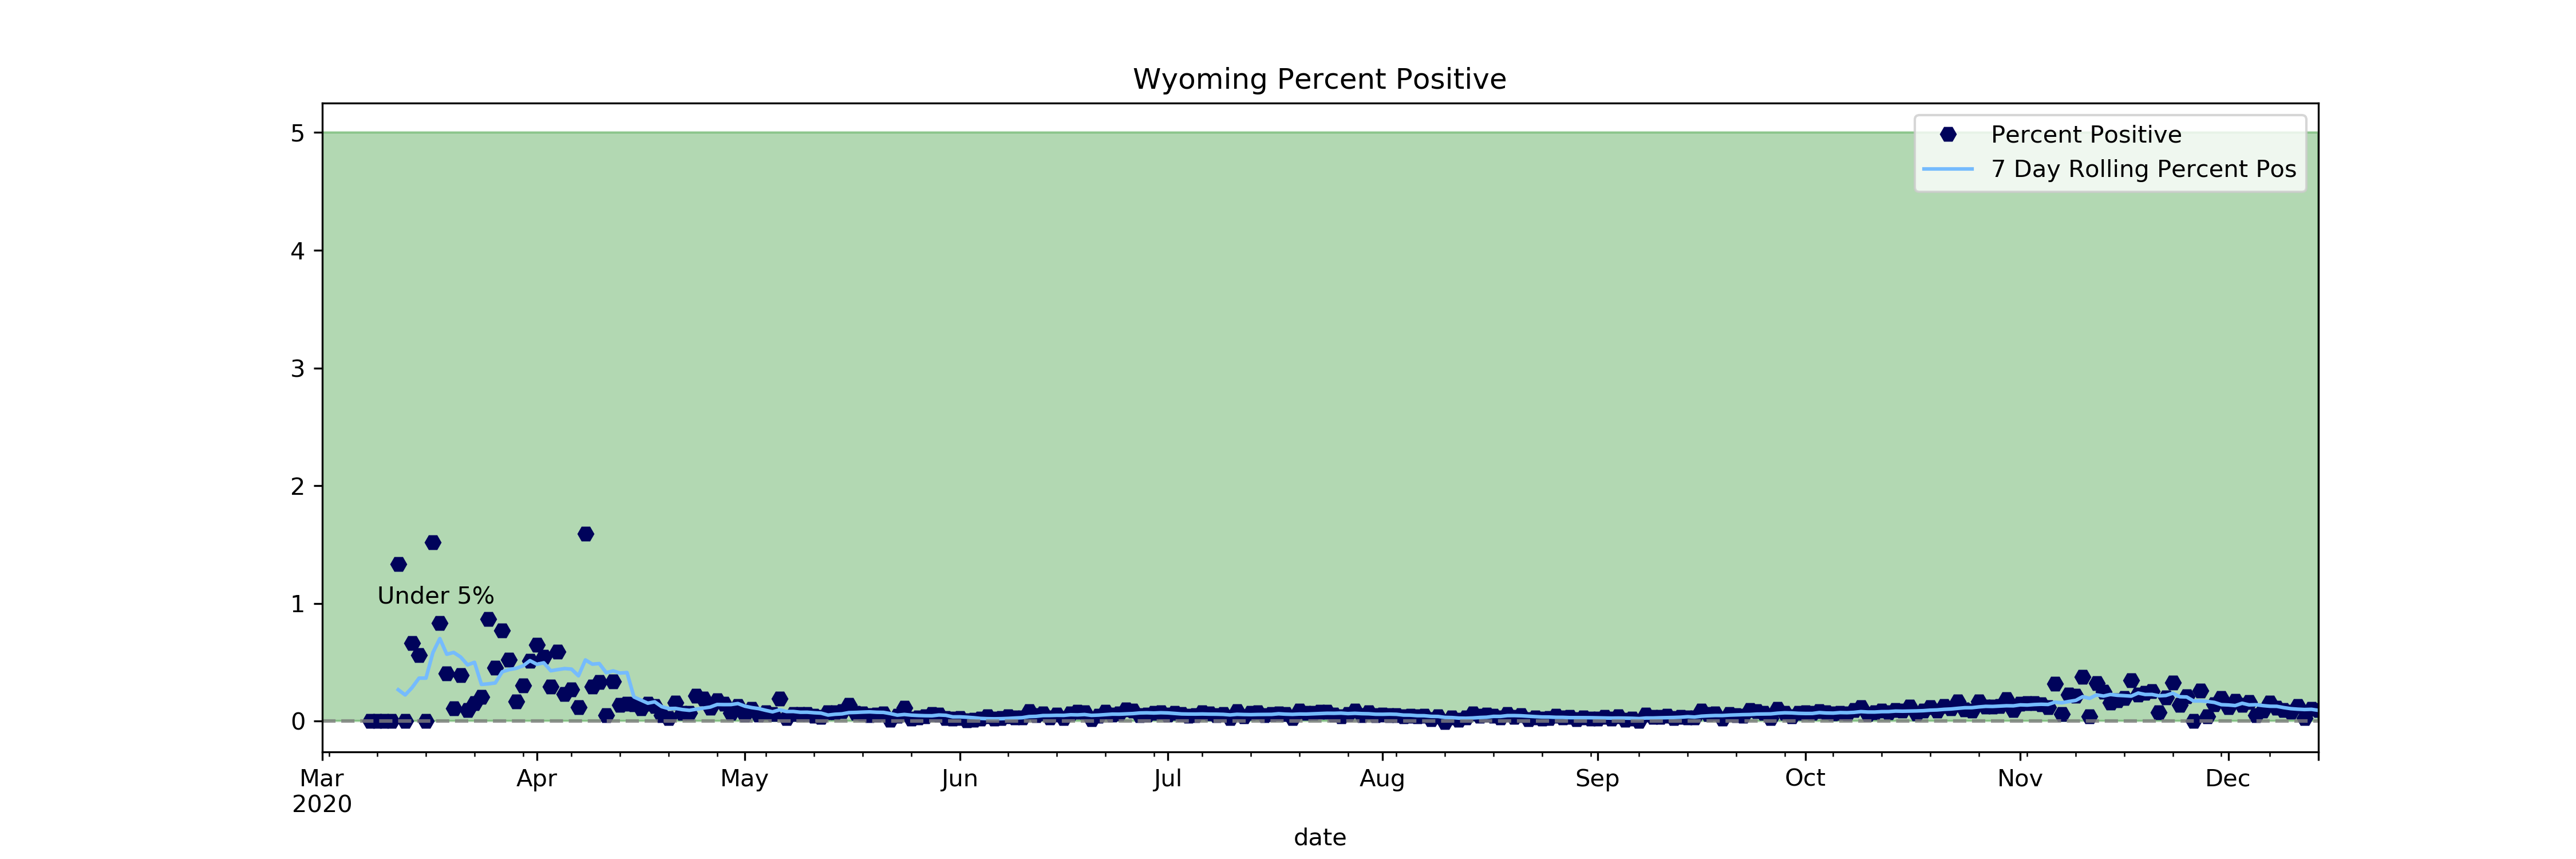 Wyoming Percent Positive
5
4
3
2
1
0
Percent Positive
7 Day Rolling Percent Pos
Under 5%
Mar Apr May Jun Jul Aug Sep Oct Nov Dec
2020
date